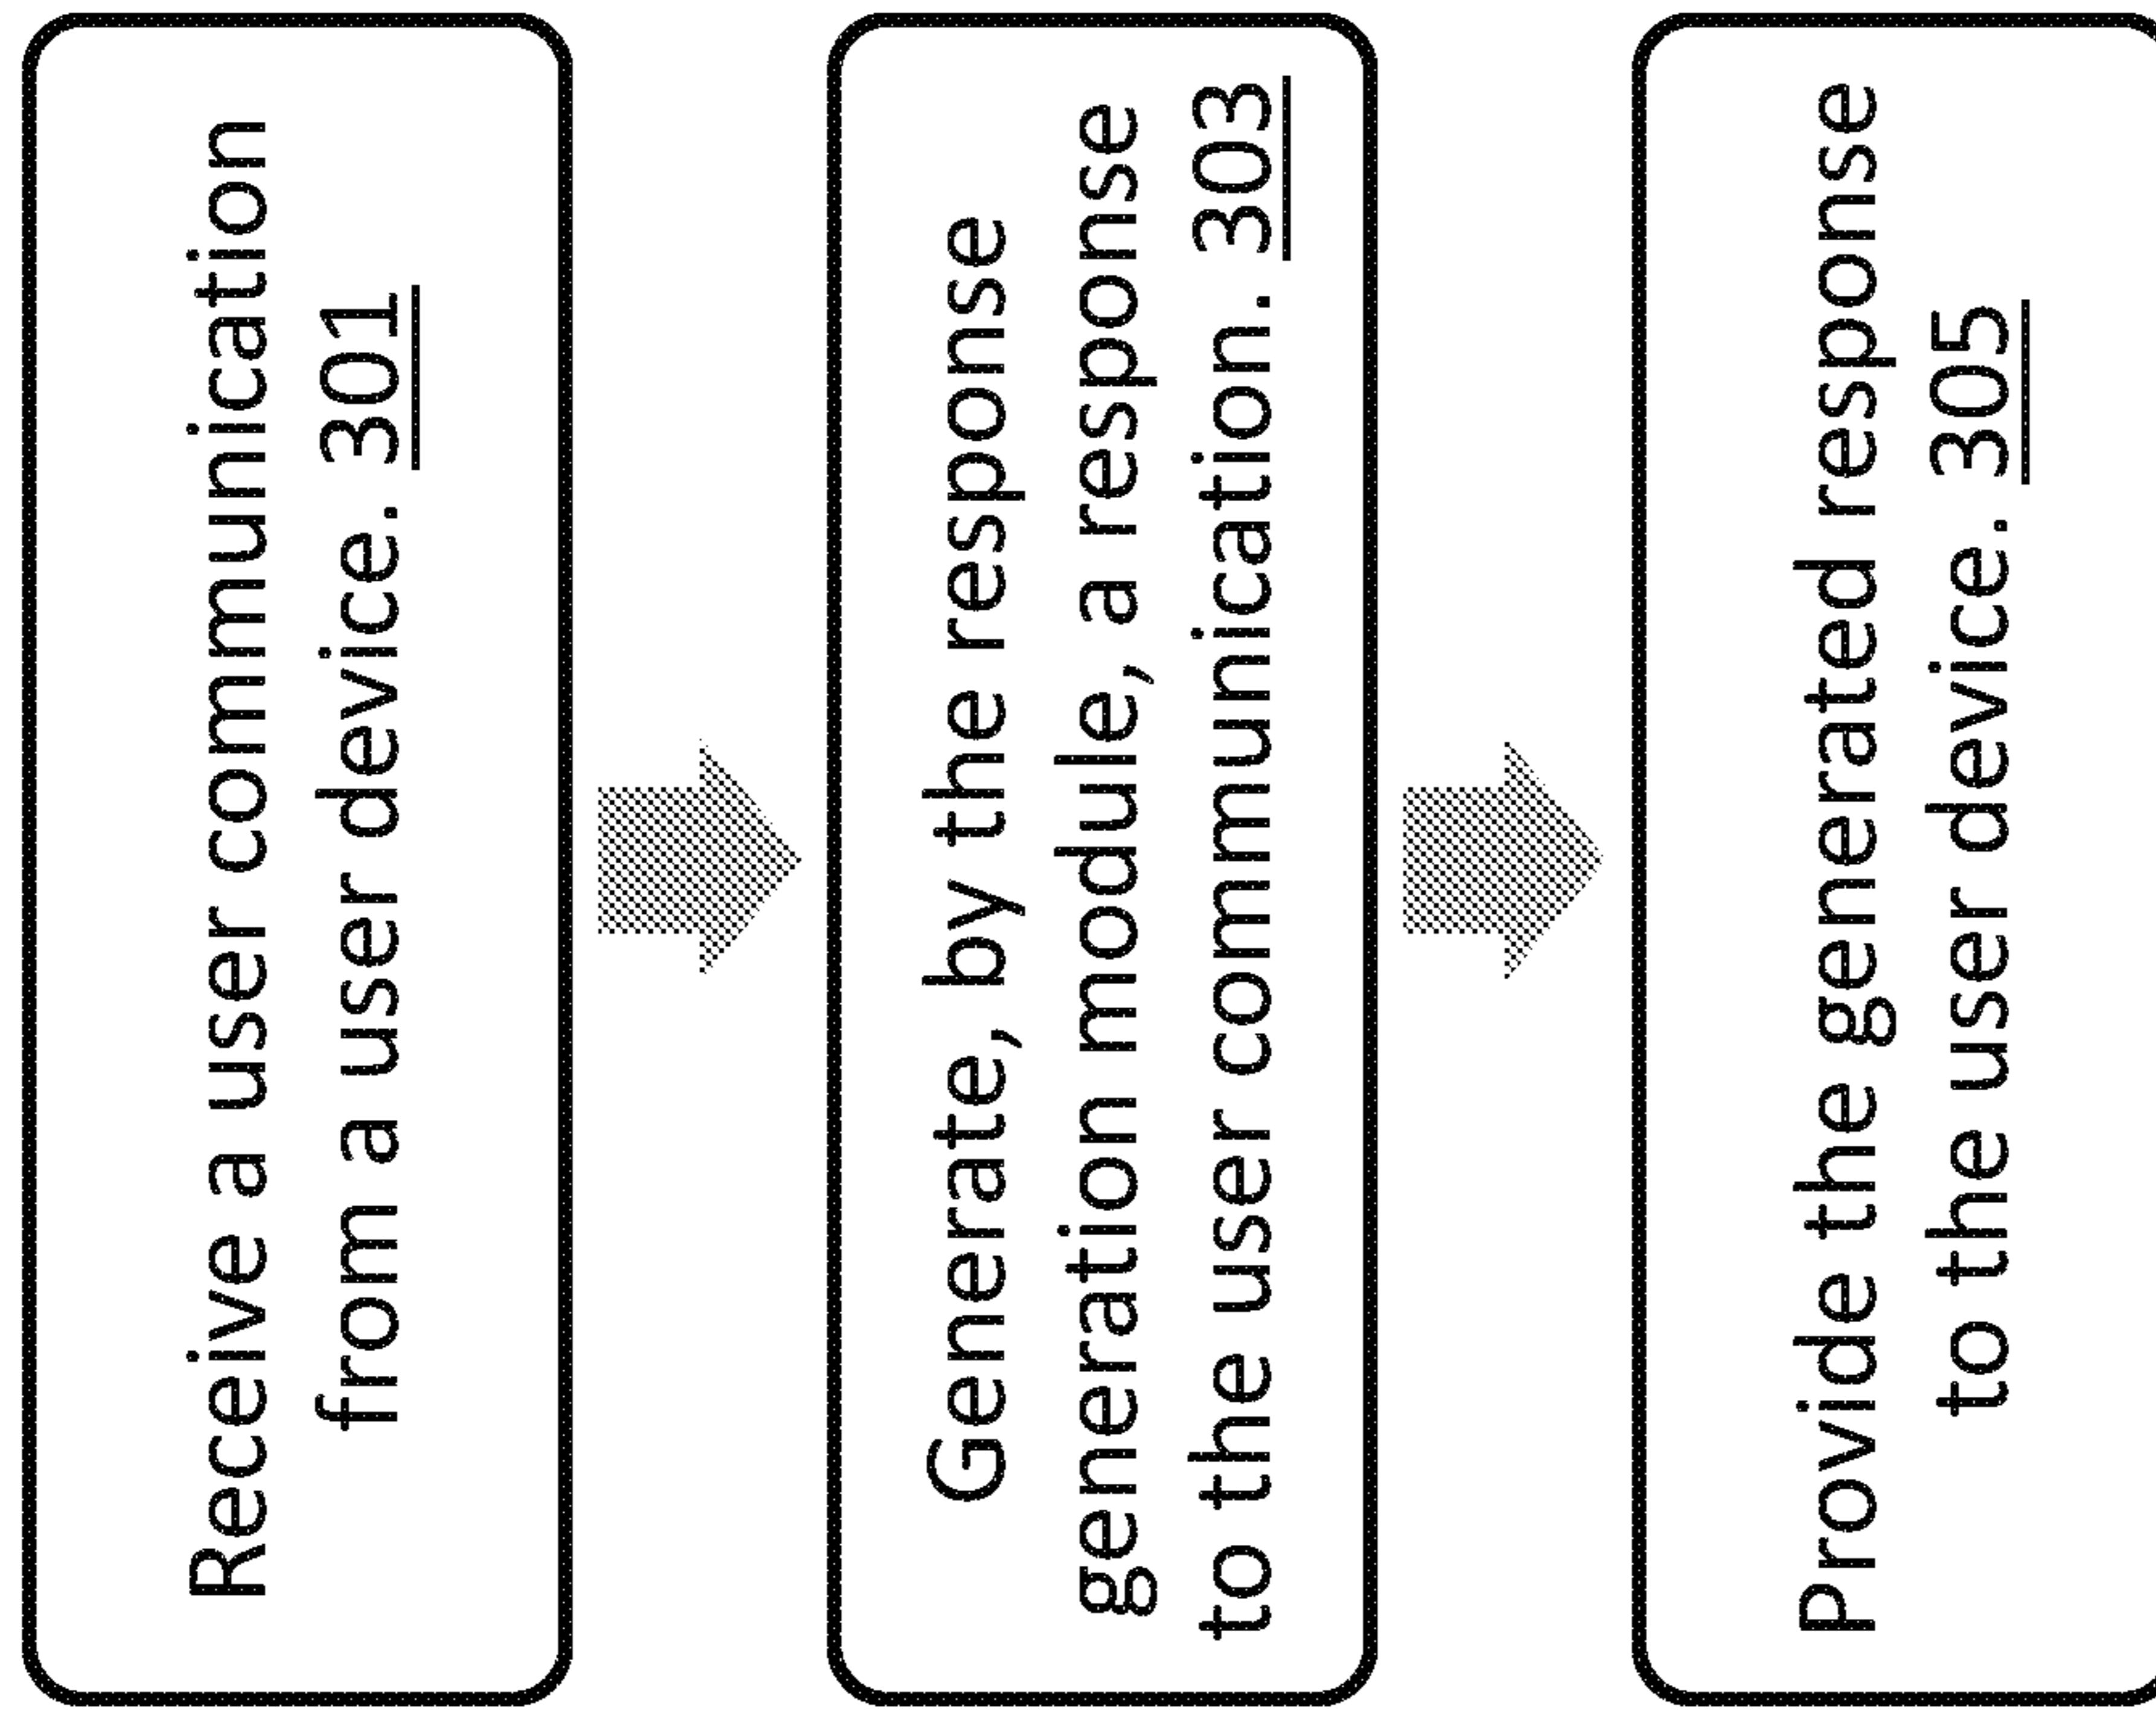 Receive a user communication
from a user device. 301
Generate, by the response
generation module, a response
to the user communication. 303
Provide the generated response
to the user device. 305